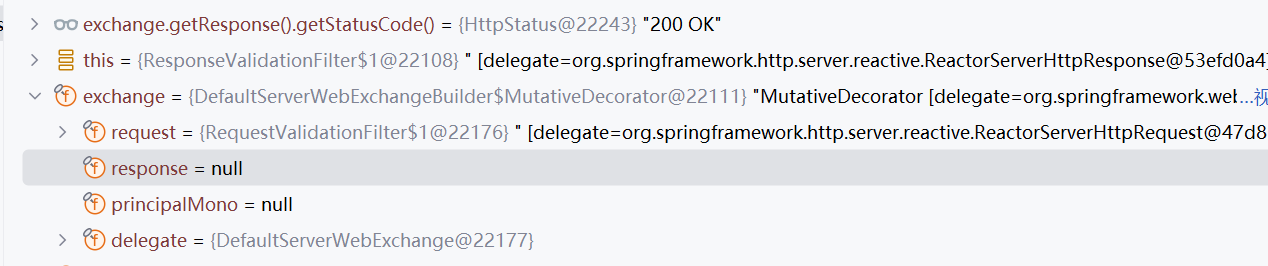 exchange.getResponse().getStatusCode() = {HttpStatus@22243} "200 OK"
this = {ResponseValidationFilter$1@22108} " [delegate=org.springframework.http.server.reactive.ReactorServerHttpResponse@53efd0a4]
exchange = {DefaultServerWebExchangeBuilder$MutativeDecorator@22111} "MutativeDecorator [delegate=org.springframework.wel...视
request = {RequestValidationFilter$1@22176} " [delegate=org.springframework.http.server.reactive.ReactorServerHttpRequest@47d8
response = null
principalMono = null
delegate = {DefaultServerWebExchange@22177}